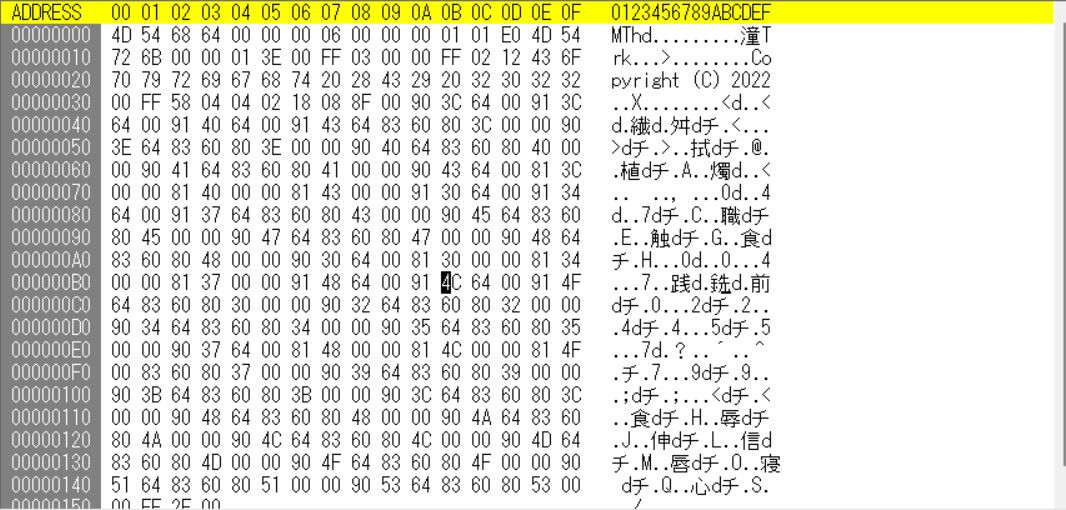 ADDRESS 00 01 02 03 04 05 06 07 08 09 0A 0B 0C 0D 0E 0F 0123456789ABCDEF
00000000 4D 54 68 64 00 00 00 06 00 00 00 01 01 E0 4D 54 MThd.........潼T
00000010 72 6B 00 00 01 3E 00 FF 03 00 00 FF 02 12 43 6F rk...>........Co
00000020 70 79 72 69 67 68 74 20 28 43 29 20 32 30 32 32 pyright (C) 2022
00000030 00 FF 58 04 04 02 18 08 8F 00 90 3C 64 00 91 3C ..X........<d..<
00000040 64 00 91 40 64 00 91 43 64 83 60 80 3C 00 00 90 d.繊d.舛dチ.<...
00000050 3E 64 83 60 80 3E 00 00 90 40 64 83 60 80 40 00 >dチ.>..拭dチ.@.
00000060 00 90 41 64 83 60 80 41 00 00 90 43 64 00 81 3C .植dチ.A..燭d..<
00000070 00 00 81 40 00 00 81 43 00 00 91 30 64 00 91 34 .. .., ...0d..4
00000080 64 00 91 37 64 83 60 80 43 00 00 90 45 64 83 60 d..7dチ.C..職dチ
00000090 80 45 00 00 90 47 64 83 60 80 47 00 00 90 48 64 .E..触dチ.G..食d
000000A0 83 60 80 48 00 00 90 30 64 00 81 30 00 00 81 34 チ.H...0d..0...4
000000B0 00 00 81 37 00 00 91 48 64 00 91 4C 64 00 91 4F ...7..践d.銑d.前
000000C0 64 83 60 80 30 00 00 90 32 64 83 60 80 32 00 00 dチ.0...2dチ.2..
000000D0 90 34 64 83 60 80 34 00 00 90 35 64 83 60 80 35 .4dチ.4...5dチ.5
000000E0 00 00 90 37 64 00 81 48 00 00 81 4C 00 00 81 4F ...7d.？..´..＾
000000F0 00 83 60 80 37 00 00 90 39 64 83 60 80 39 00 00 .チ.7...9dチ.9..
00000100 90 3B 64 83 60 80 3B 00 00 90 3C 64 83 60 80 3C .;dチ.;...<dチ.<
00000110 00 00 90 48 64 83 60 80 48 00 00 90 4A 64 83 60 ..食dチ.H..辱dチ
00000120 80 4A 00 00 90 4C 64 83 60 80 4C 00 00 90 4D 64 .J..伸dチ.L..信d
00000130 83 60 80 4D 00 00 90 4F 64 83 60 80 4F 00 00 90 チ.M..唇dチ.O..寝
00000140 51 64 83 60 80 51 00 00 90 53 64 83 60 80 53 00 dチ.Q..心dチ.S.
00000150 00 FF 2F 00 /